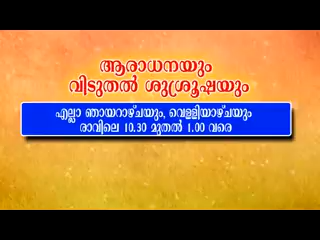 ആരാധനയും
വിടുതൽ ശുശ്രൂഷയും
എല്ലാ ഞായറാഴ്ചയും, വെള്ളിയാഴ്ചയും
രാവിലെ 10.30 മുതൽ 1.00 വരെ